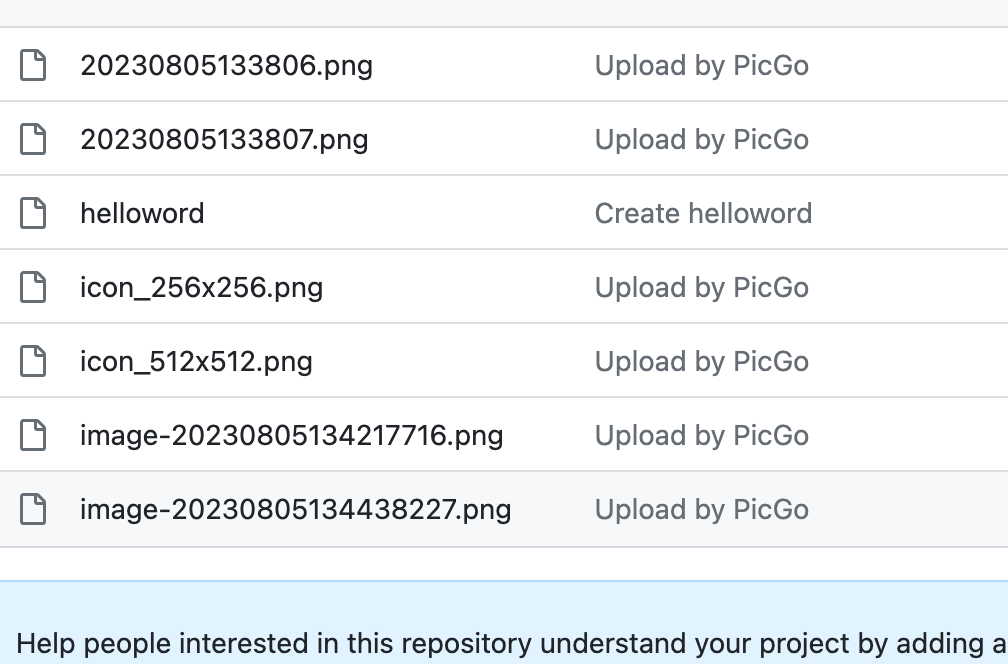 20230805133806.png Upload by PicGo
20230805133807.png Upload by PicGo
helloword Create helloword
icon_256x256.png Upload by PicGo
icon_512x512.png Upload by PicGo
image-20230805134217716.png Upload by PicGo
image-20230805134438227.png Upload by PicGo
Help people interested in this repository understand your project by adding a